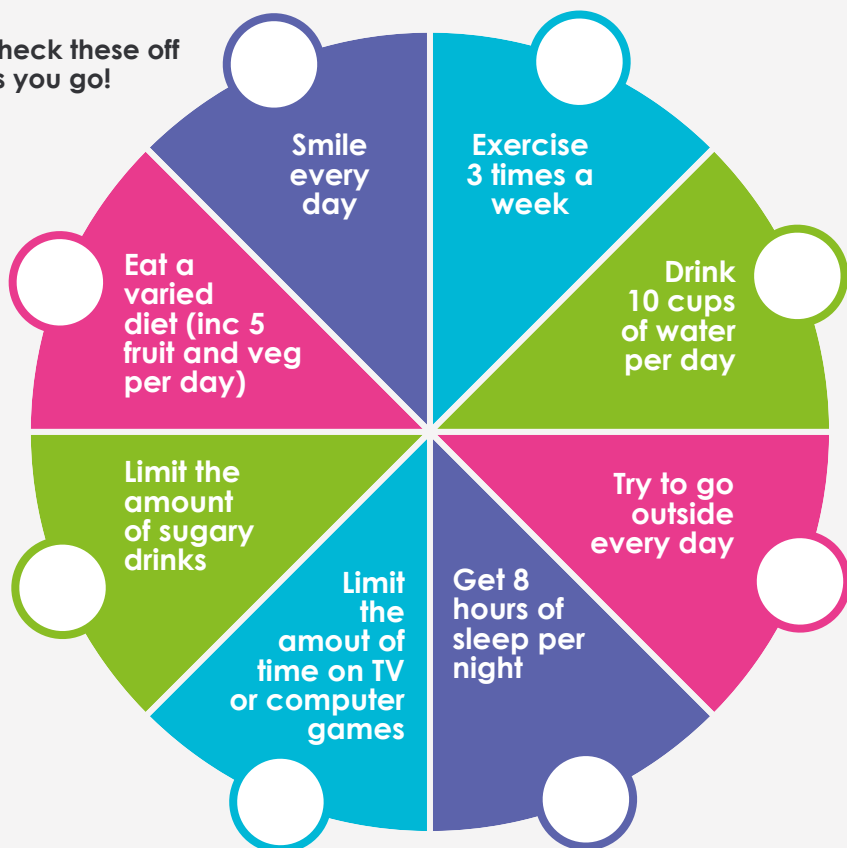 heck these off
s you go!
Smile
every
day
Exercise
3 times a
week
Drink
10 cups
of water
per day
Try to go
outside
every day
Get 8
hours of
sleep per
night
Limit
the
amout of
time on TV
or computer
games
Limit the
amount
of sugary
drinks
Eat a
varied
diet (inc 5
fruit and veg
per day)